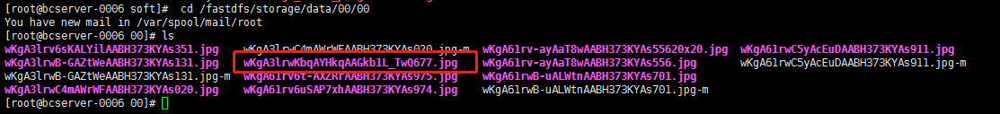 [root@bcserver-0006 soft]#  cd /fastdfs/storage/data/00/00
You have new mail in /var/spool/mail/root
[root@bcserver-0006 00]# ls
wKgA3lrv6sKALYilAABH373KYAs351.jpg wKgA3lrwC4mAWrWFAABH373KYAs020.jpg-m wKgA61rv-ayAaT8wAABH373KYAs55620x20.jpg wKgA61rwC5yAcEuDAABH373KYAs911.jpg
wKgA3lrwB-GAZtWeAABH373KYAs131.jpg wKgA3lrwKbqAYHkqAAGkb1L_TwQ677.jpg wKgA61rv-ayAaT8wAABH373KYAs556.jpg wKgA61rwC5yAcEuDAABH373KYAs911.jpg-m
wKgA3lrwB-GAZtWeAABH373KYAs131.jpg-m wKgA61rv6t-AXZRrAABH373KYAs975.jpg wKgA61rwB-uALWtnAABH373KYAs701.jpg
wKgA3lrwC4mAWrWFAABH373KYAs020.jpg wKgA61rv6uSAP7xhAABH373KYAs974.jpg wKgA61rwB-uALWtnAABH373KYAs701.jpg-m
[root@bcserver-0006 00]#